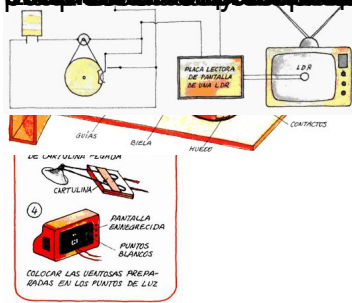 PLACA LECTORA
DE PANTALLA
DE UNA LDR
LDR
GUÍAS
BIELA
HUECO
CONTACTOS
DE CARTULINA PEGADA
CARTULINA
4
PANTALLA
ENNEGRECIDA
PUNTOS
BLANCOS
COLOCAR LAS VENTOSAS PREPA-
RADAS EN LOS PUNTOS DE LUZ